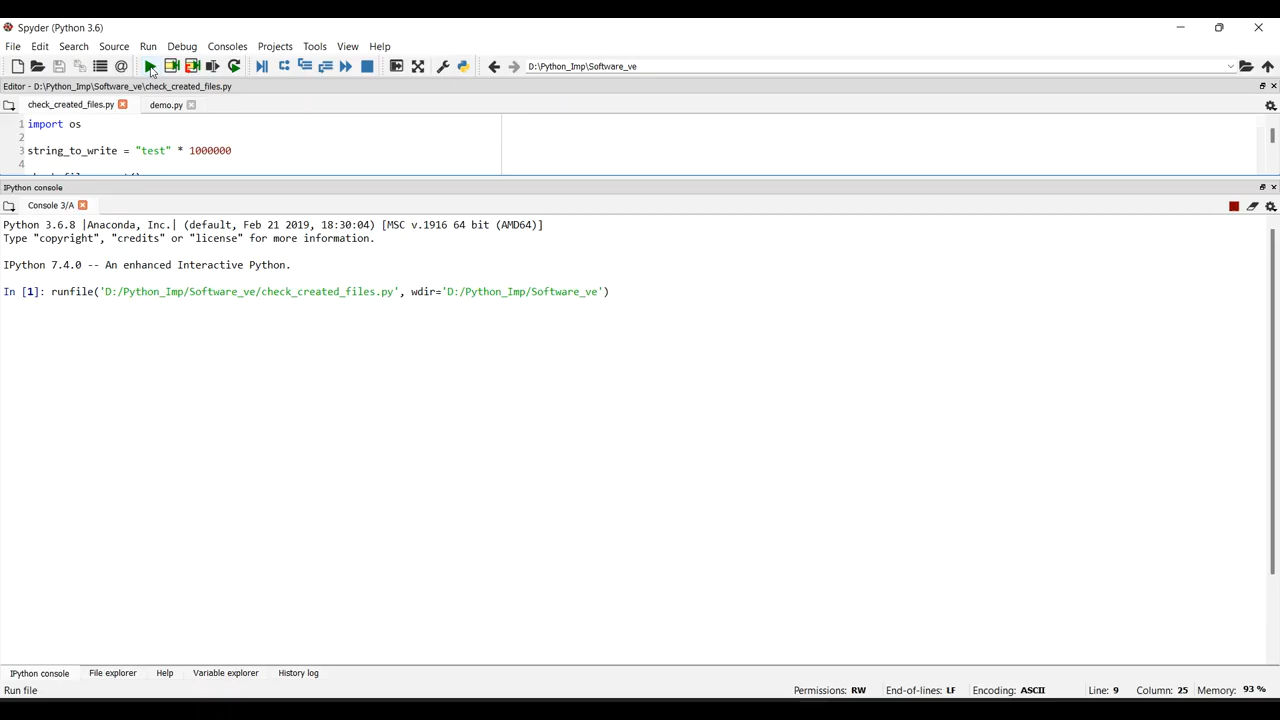 Spyder (Python 3.6)
File Edit Search Source Run Debug Consoles Projects Tools View Help
D:\Python_Imp\Software_ve
Editor - D:\Python_Imp\Software_ve\check_created_files.py
check_created_files.py demo.py
1 import os
2
3 string_to_write = "test" * 1000000
4
IPython console
Console 3/A
Python 3.6.8 |Anaconda, Inc.| (default, Feb 21 2019, 18:30:04) [MSC v.1916 64 bit (AMD64)]
Type "copyright", "credits" or "license" for more information.
IPython 7.4.0 -- An enhanced Interactive Python.
In [1]: runfile('D:/Python_Imp/Software_ve/check_created_files.py', wdir='D:/Python_Imp/Software_ve')
IPython console File explorer Help Variable explorer History log
Run file Permissions: RW End-of-lines: LF Encoding: ASCII Line: 9 Column: 25 Memory: 93 %